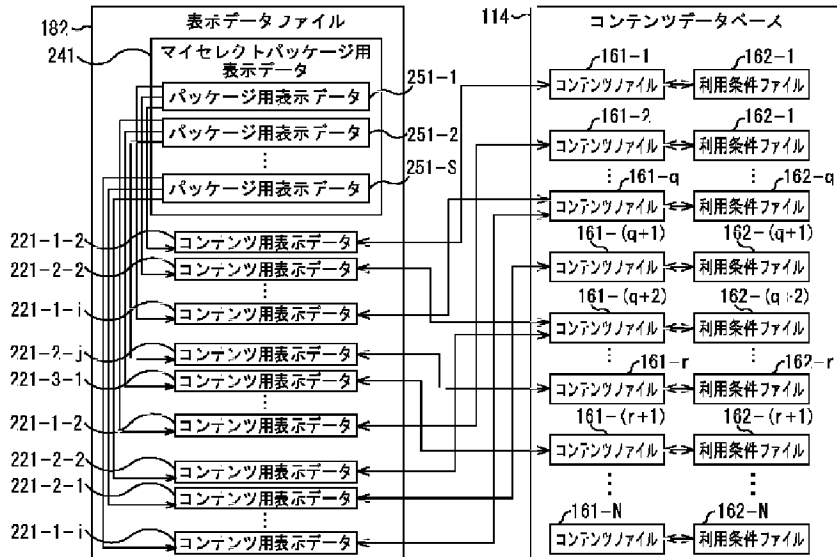 182
表示データファイル
241
マイセレクトパッケージ用
表示データ
パッケージ用表示データ
251-1
パッケージ用表示データ
251-2
パッケージ用表示データ
251-S
221-1-2
コンテンツ用表示データ
221-2-2
コンテンツ用表示データ
221-1-i
コンテンツ用表示データ
221-2-j
コンテンツ用表示データ
221-3-1
コンテンツ用表示データ
221-1-2
コンテンツ用表示データ
221-2-2
コンテンツ用表示データ
221-2-1
コンテンツ用表示データ
221-1-i
コンテンツ用表示データ
114
コンテンツデータベース
161-1
162-1
コンテンツファイル
利用条件ファイル
161-2
162-1
コンテンツファイル
利用条件ファイル
161-q
162-q
コンテンツファイル
利用条件ファイル
161-(q+1)
162-(q+1)
コンテンツファイル
利用条件ファイル
161-(q+2)
162-(q+2)
コンテンツファイル
利用条件ファイル
161-r
162-r
コンテンツファイル
利用条件ファイル
161-(r+1)
162-(r+1)
コンテンツファイル
利用条件ファイル
161-N
162-N
コンテンツファイル
利用条件ファイル